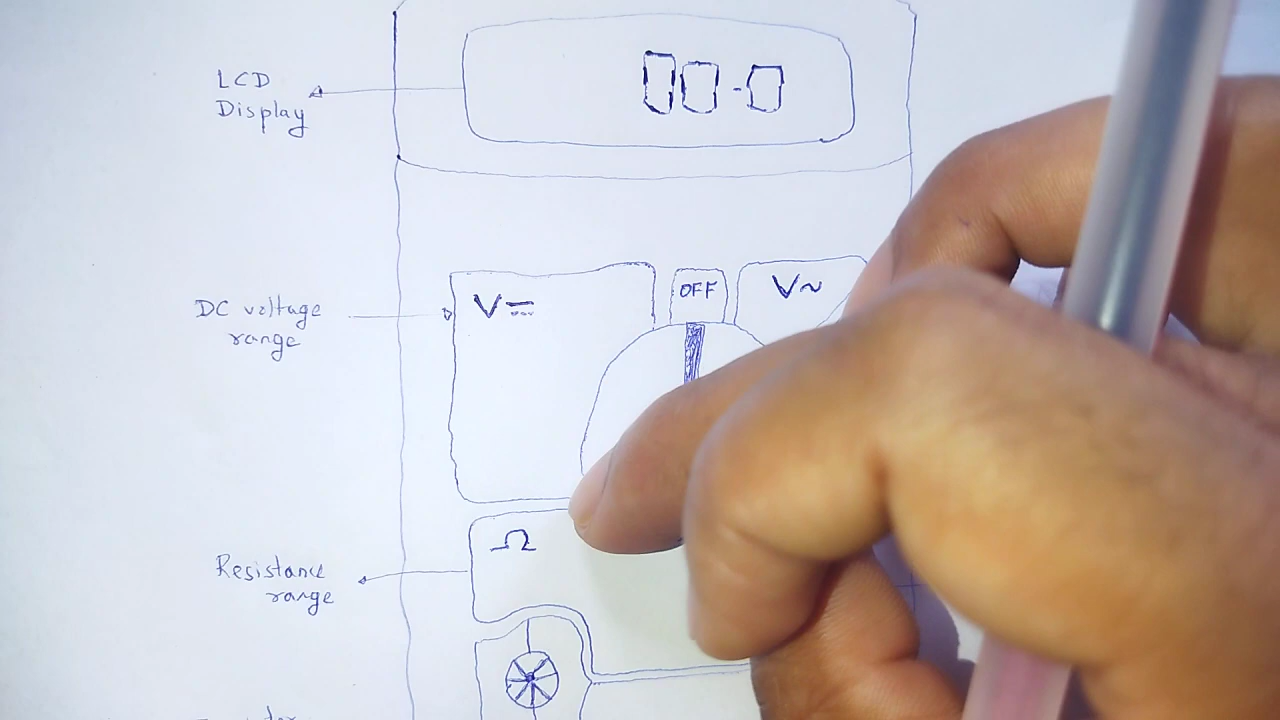 LCD
Display
00.0
DC voltage
range
V
OFF
V~
Ω
Resistance
range